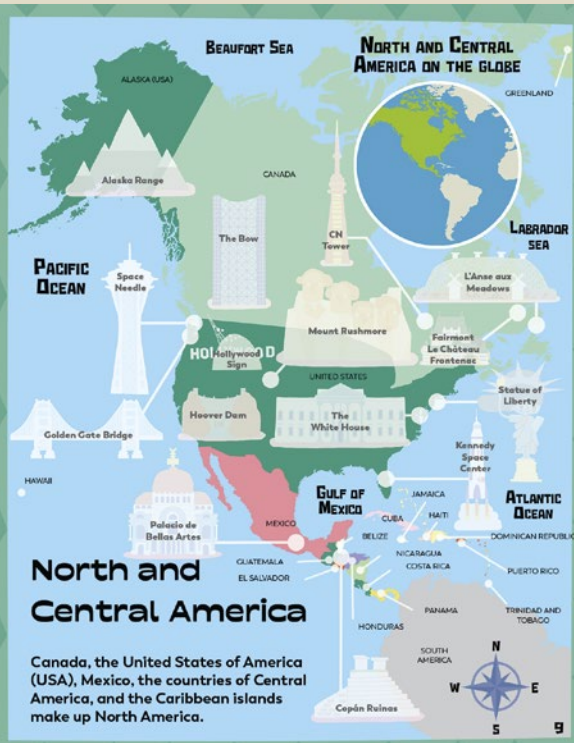 BEAUFORT SEA
NORTH AND CENTRAL
AMERICA ON THE GLOBE
ALASKA (USA)
GREENLAND
Alaska Range
CANADA
The Bow
CN
Tower
LABRADOR
SEA
PACIFIC
OCEAN
Space
Needle
L'Anse aux
Meadows
Mount Rushmore
Fairmont
Le Château
Frontenac
HOLLYWOOD
Hollywood
Sign
UNITED STATES
Statue of
Liberty
Hoover Dam
The
White House
Golden Gate Bridge
Kennedy
Space
Center
HAWAII
GULF OF
MEXICO
JAMAICA
ATLANTIC
OCEAN
CUBA
HAITI
Palacio de
Bellas Artes
MEXICO
BELIZE
DOMINICAN REPUBLIC
NICARAGUA
GUATEMALA
COSTA RICA
EL SALVADOR
PUERTO RICO
North and
Central America
PANAMA
TRINIDAD AND
TOBAGO
HONDURAS
SOUTH
AMERICA
Canada, the United States of America
(USA), Mexico, the countries of Central
America, and the Caribbean islands
make up North America.
Copán Ruinas
N
W
E
S
9